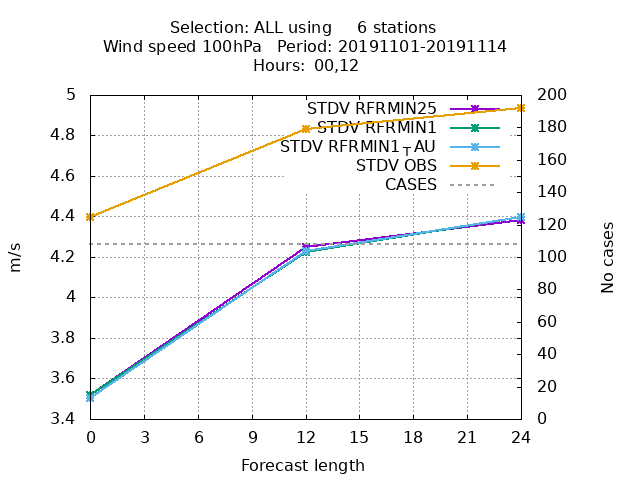 Selection: ALL using     6 stations
Wind speed 100hPa   Period: 20191101-20191114
Hours:  00,12
5
4.8
4.6
4.4
4.2
4
3.8
3.6
3.4
m/s
200
180
160
140
120
100
80
60
40
20
0
No cases
STDV RFRMIN25
STDV RFRMIN1
STDV RFRMIN1┬AU
STDV OBS
CASES
0 3 6 9 12 15 18 21 24
Forecast length